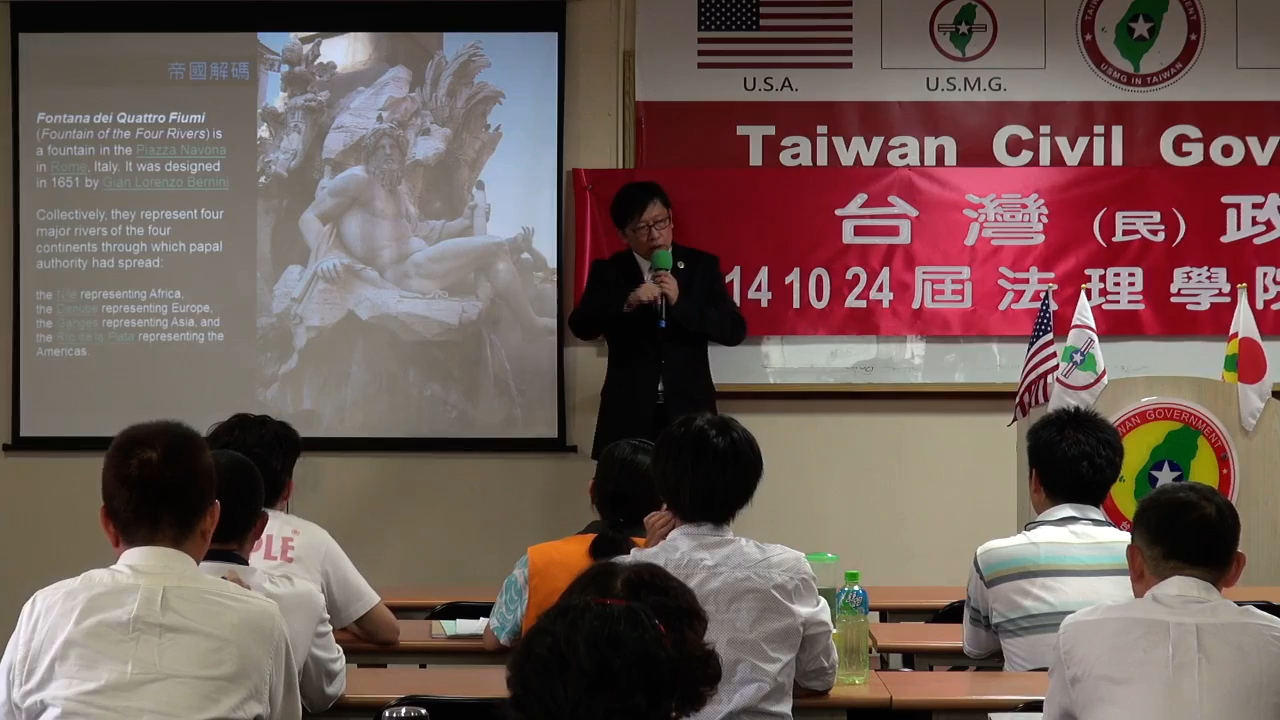 帝國解碼
Fontana dei Quattro Fiumi
(Fountain of the Four Rivers) is
a fountain in the Piazza Navona
in Rome, Italy. It was designed
in 1651 by Gian Lorenzo Bernini
Collectively, they represent four
major rivers of the four
continents through which papal
authority had spread:
the Nile representing Africa,
the Danube representing Europe,
the Ganges representing Asia, and
the Río de la Plata representing the
Americas.
U.S.A.
U.S.M.G.
USMG IN TAIWAN
Taiwan Civil Gov
台灣(民)政
14 10 24 屆法理學院
PLE
NAN GOVERNMENT